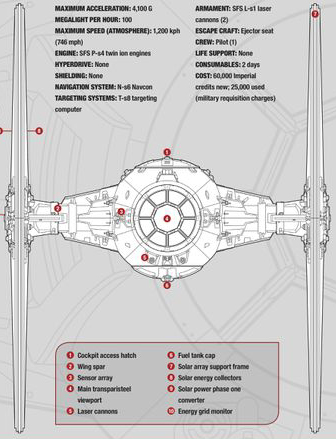 MAXIMUM ACCELERATION: 4,100 G
MEGALIGHT PER HOUR: 100
MAXIMUM SPEED (ATMOSPHERE): 1,200 kph
(746 mph)
ENGINE: SFS P-s4 twin ion engines
HYPERDRIVE: None
SHIELDING: None
NAVIGATION SYSTEM: N-s6 Navcon
TARGETING SYSTEMS: T-s8 targeting
computer
ARMAMENT: SFS L-s1 laser
cannons (2)
ESCAPE CRAFT: Ejector seat
CREW: Pilot (1)
LIFE SUPPORT: None
CONSUMABLES: 2 days
COST: 60,000 Imperial
credits new; 25,000 used
(military requisition charges)
7
8
1
2
3
4
5
6
1 Cockpit access hatch
2 Wing spar
3 Sensor array
4 Main transparisteel
viewport
5 Laser cannons
6 Fuel tank cap
7 Solar array support frame
8 Solar energy collectors
9 Solar power phase one
converter
10 Energy grid monitor